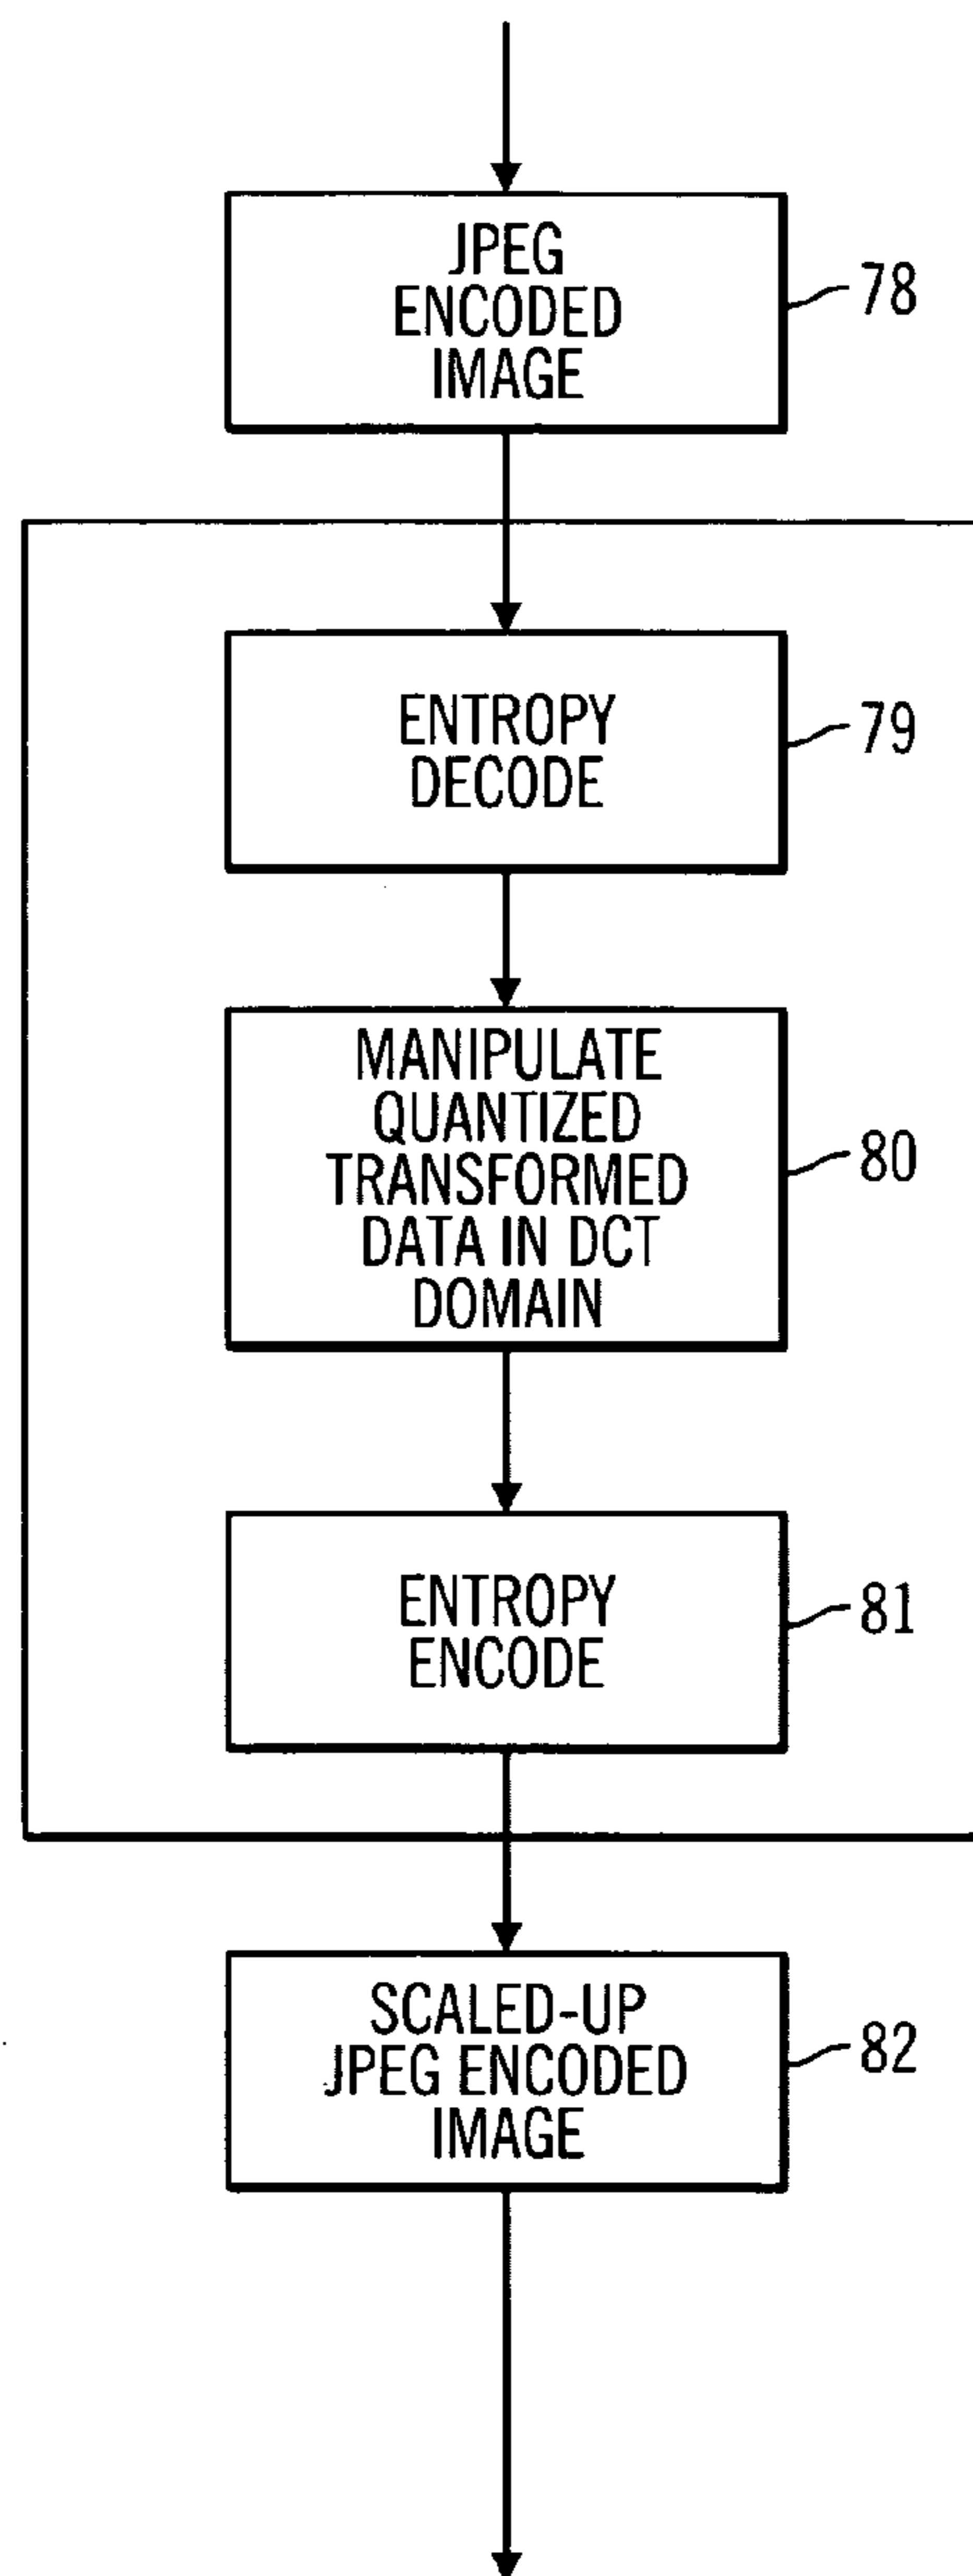 JPEG
ENCODED
IMAGE
78
ENTROPY
DECODE
79
MANIPULATE
QUANTIZED
TRANSFORMED
DATA IN DCT
DOMAIN
80
ENTROPY
ENCODE
81
SCALED-UP
JPEG ENCODED
IMAGE
82